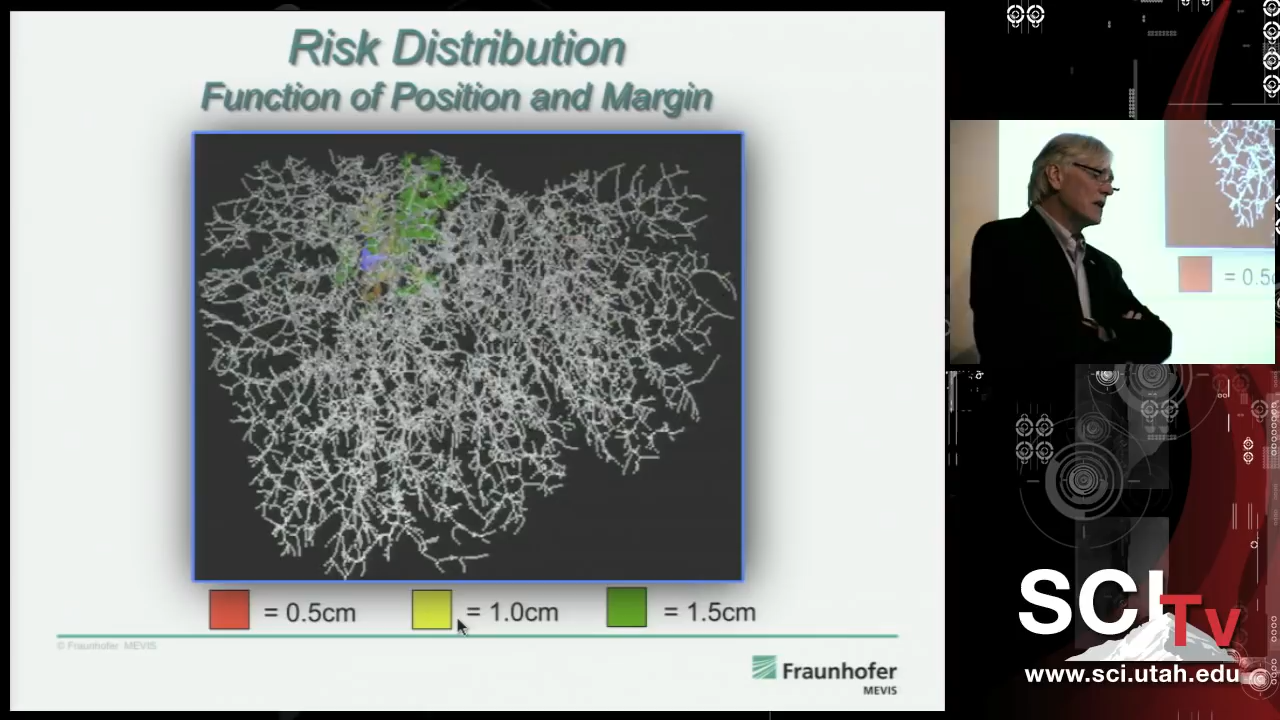 Risk Distribution
Function of Position and Margin
= 0.5cm
= 1.0cm
= 1.5cm
© Fraunhofer MEVIS
Fraunhofer
MEVIS
= 0.5
SCI TV
www.sci.utah.edu